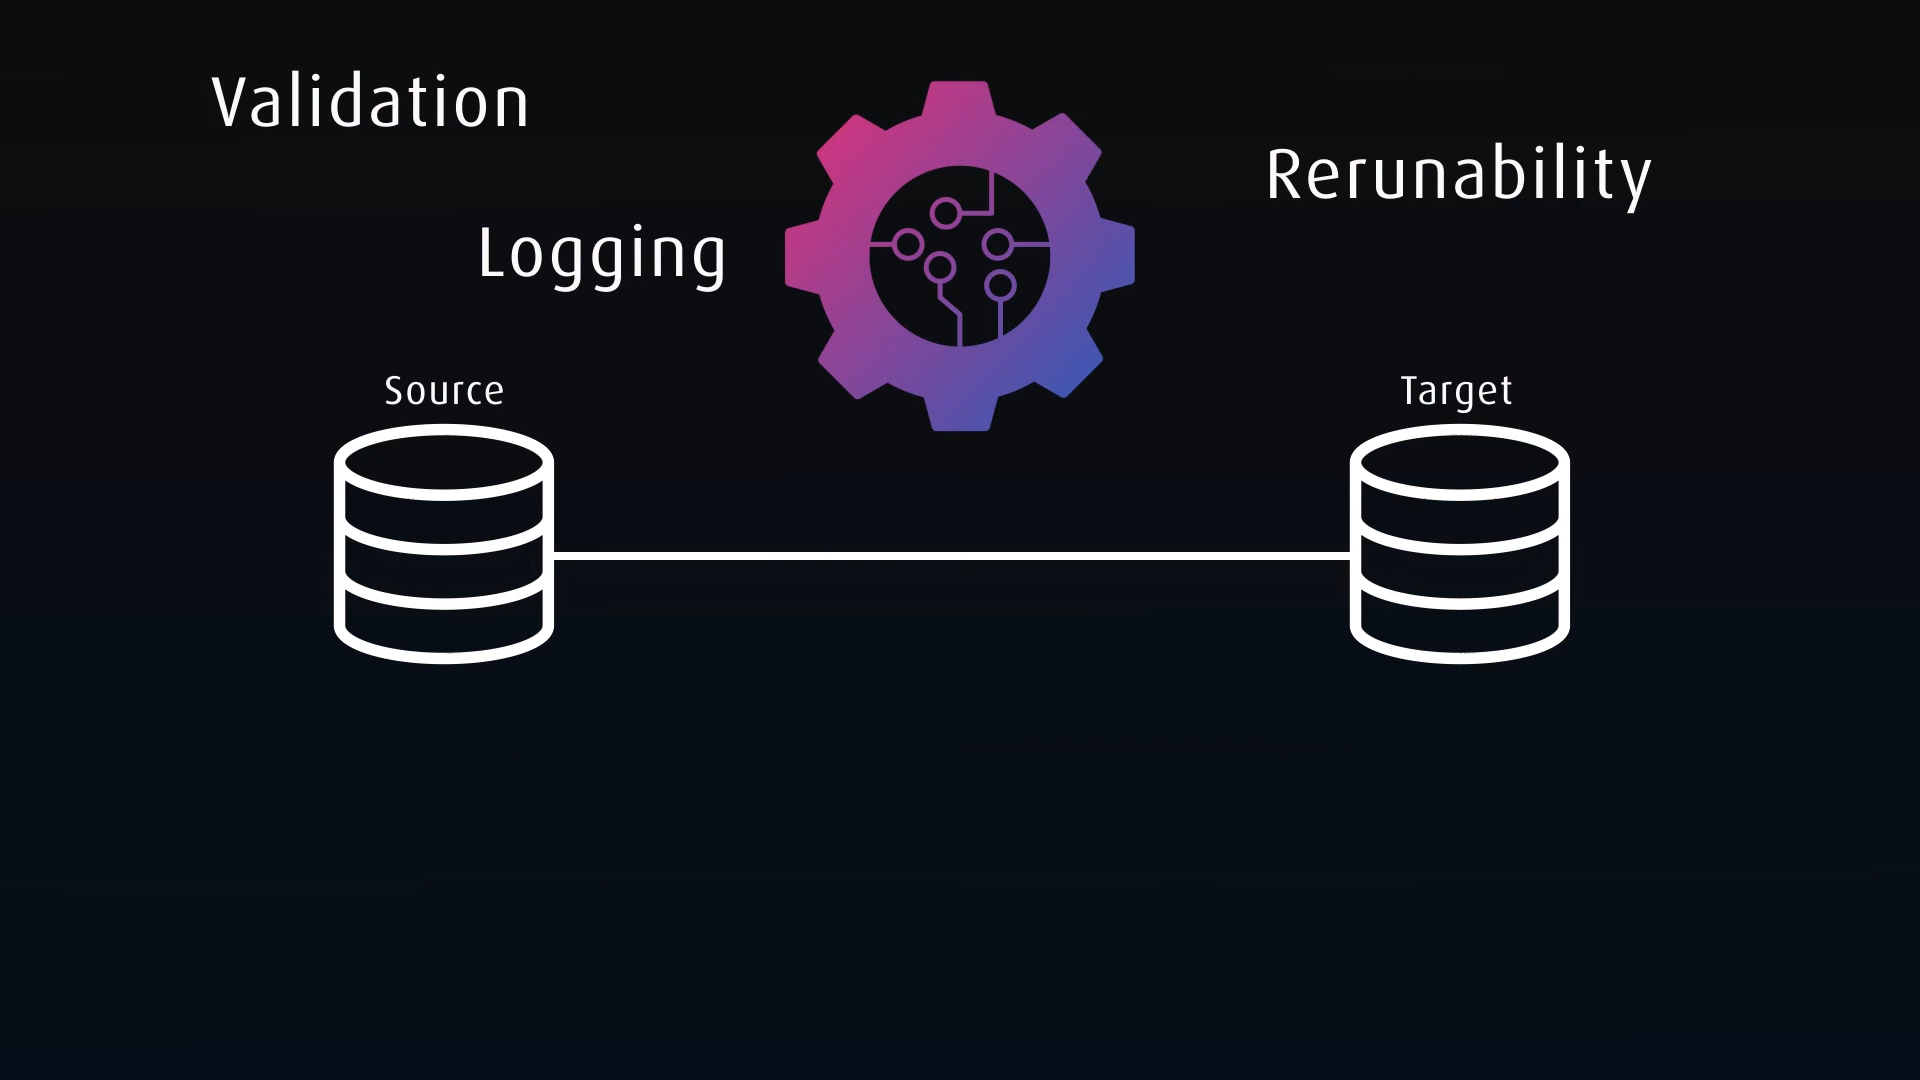 Validation
Rerunability
Logging
Source
Target